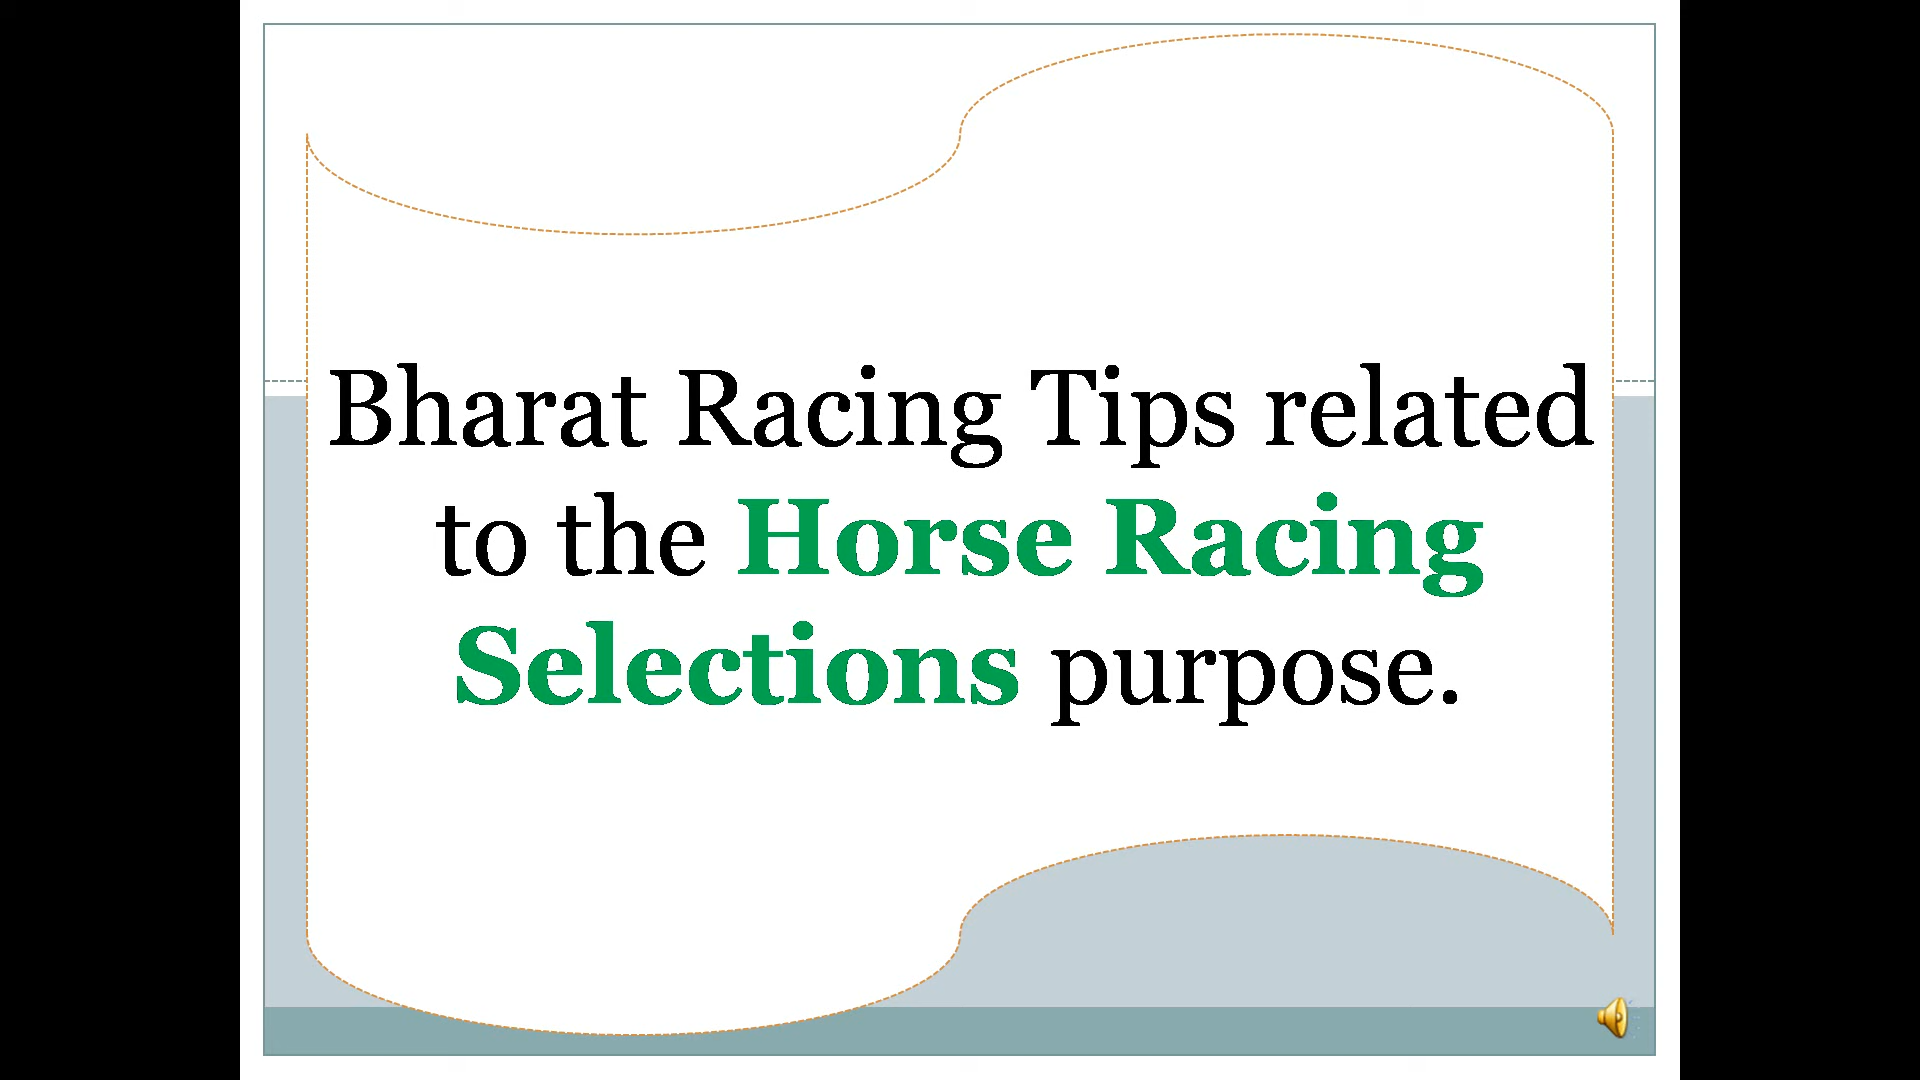 Bharat Racing Tips related
to the Horse Racing
Selections purpose.